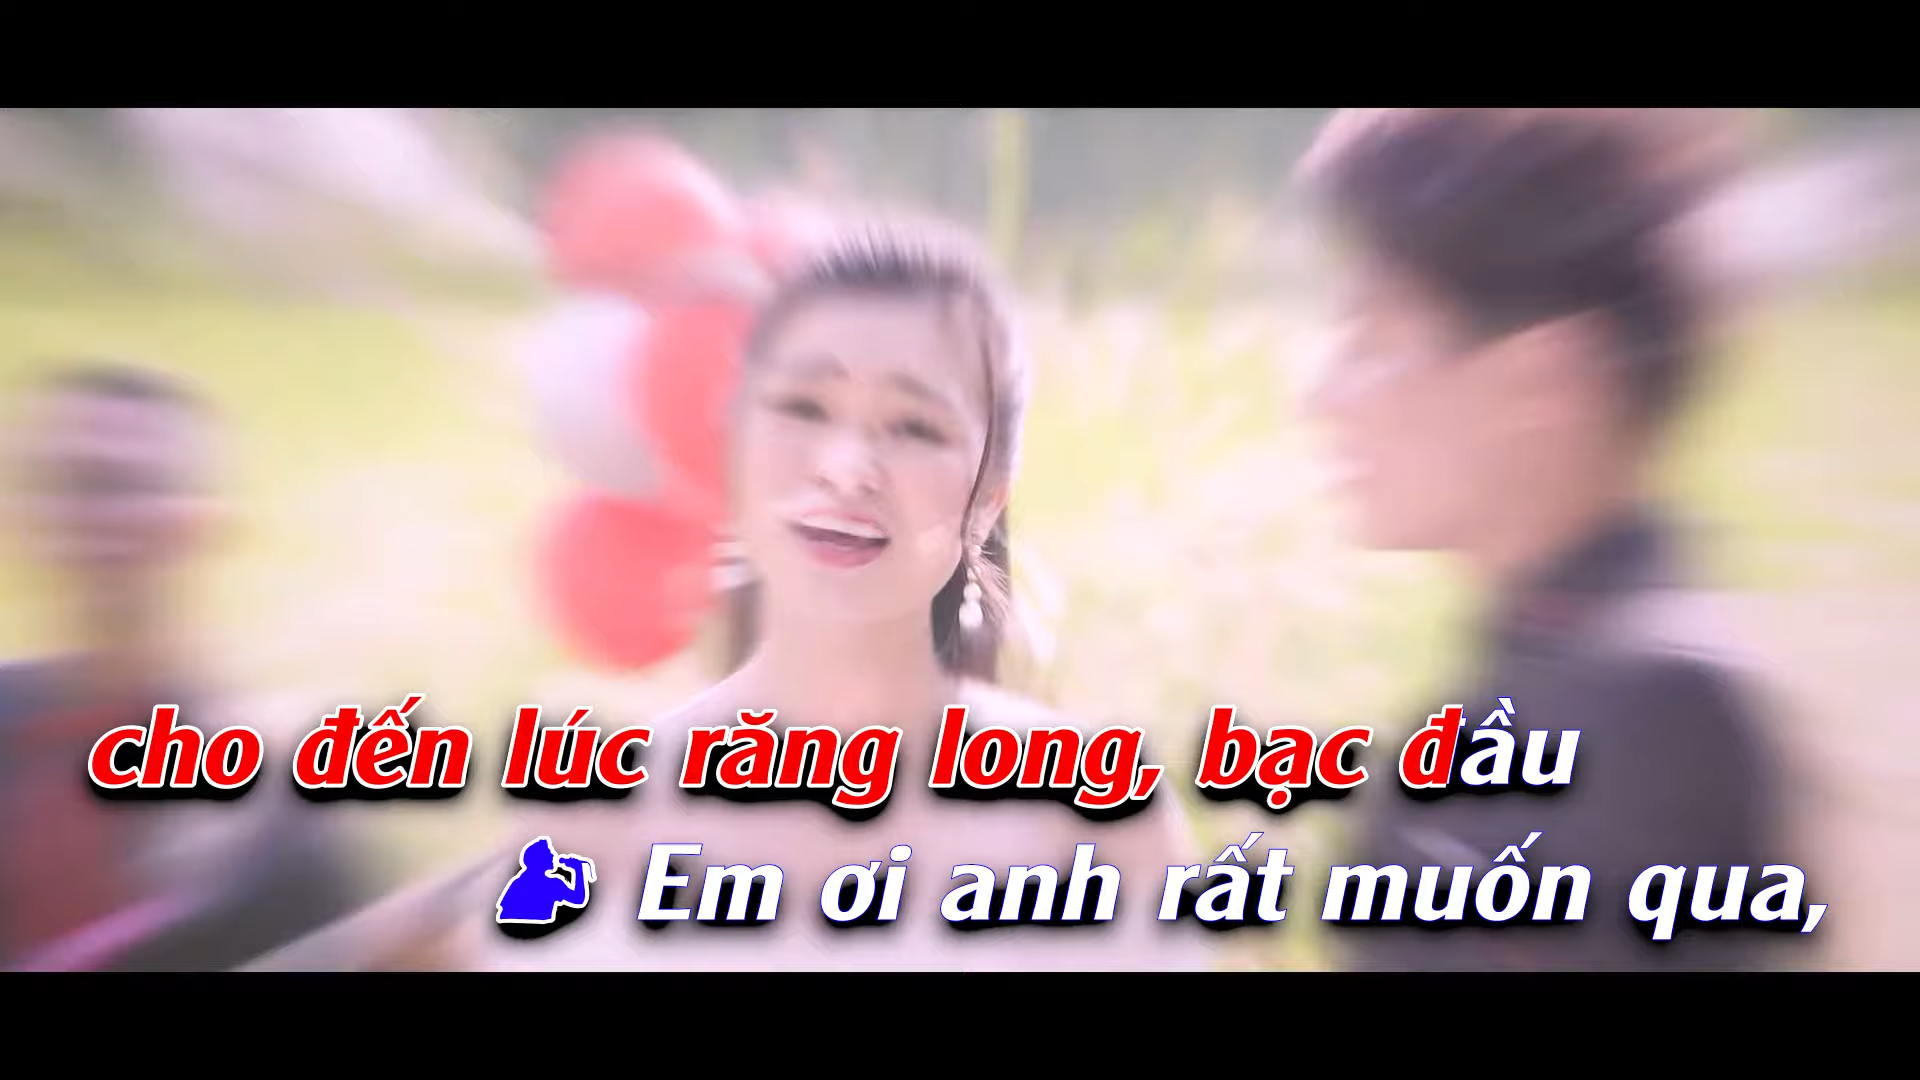 cho đến lúc răng long, bạc đầu
Em ơi anh rất muốn qua,